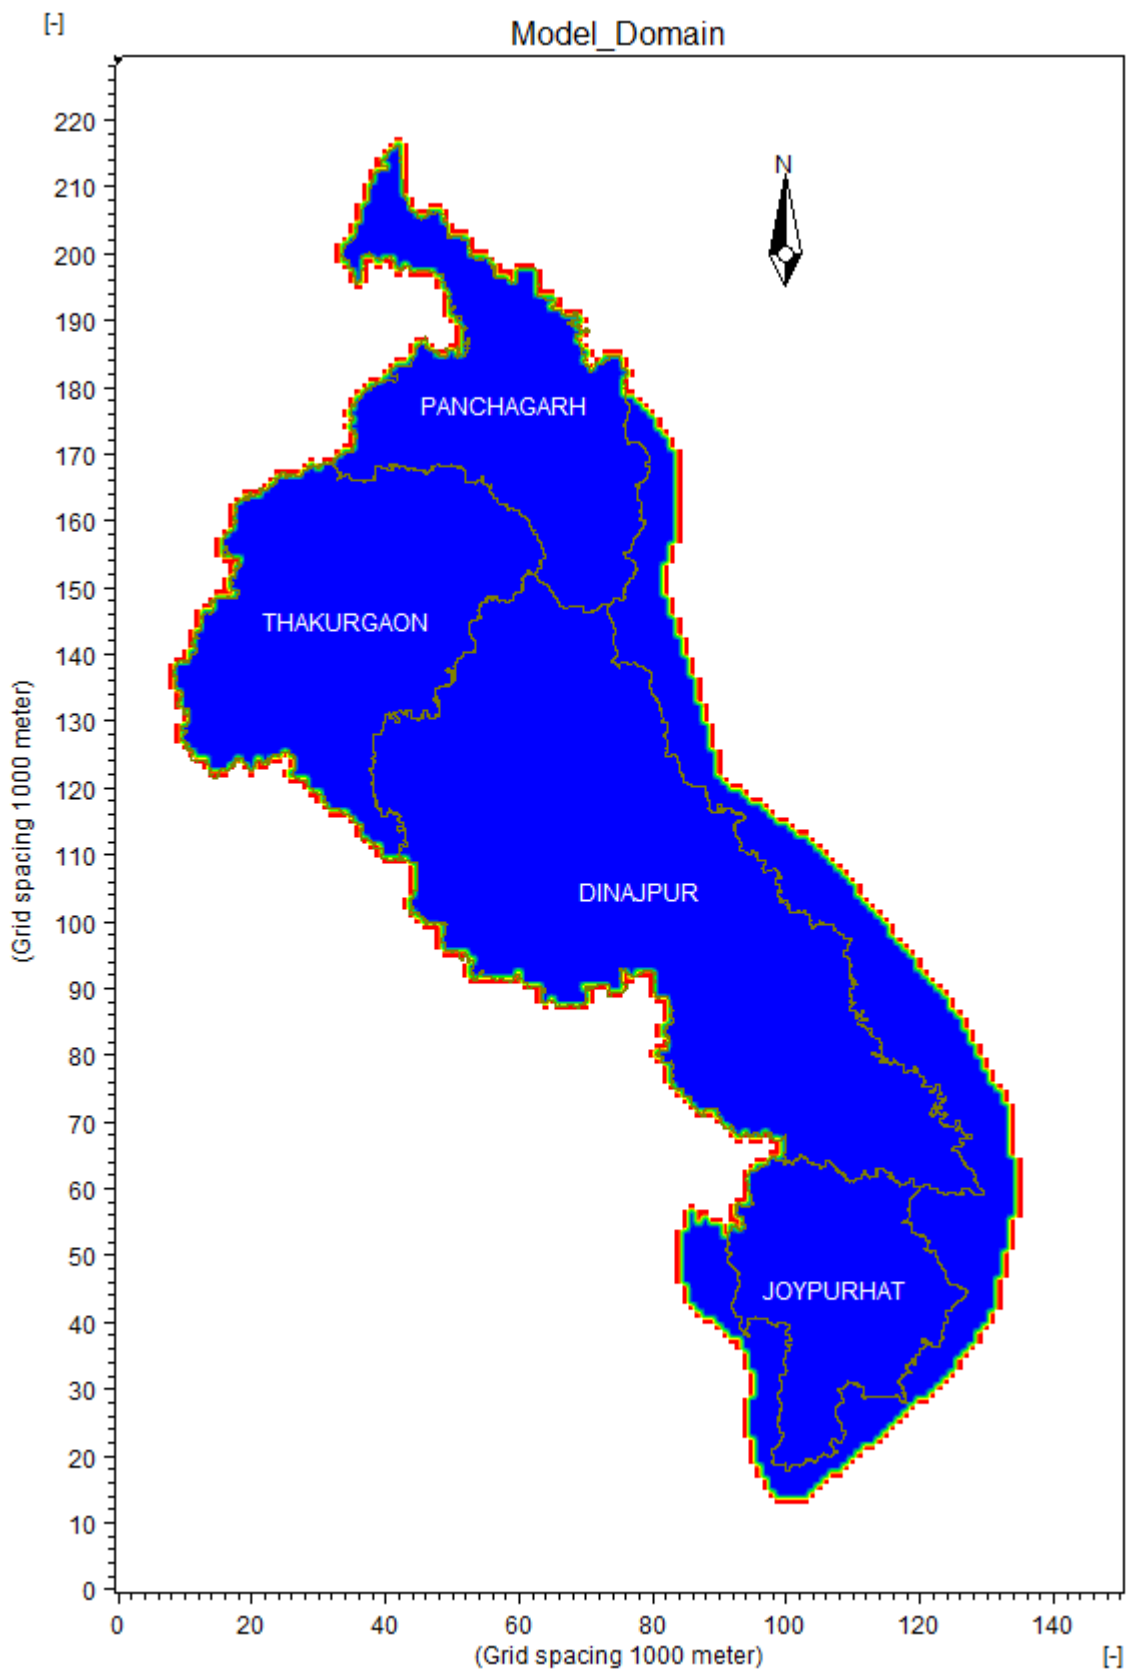 [-]
Model_Domain
N
220
210
200
190
180
170
160
150
140
130
120
110
100
90
80
70
60
50
40
30
20
10
0
(Grid spacing 1000 meter)
PANCHAGARH
THAKURGAON
DINAJPUR
JOYPURHAT
0 20 40 60 80 100 120 140
(Grid spacing 1000 meter)
[-]